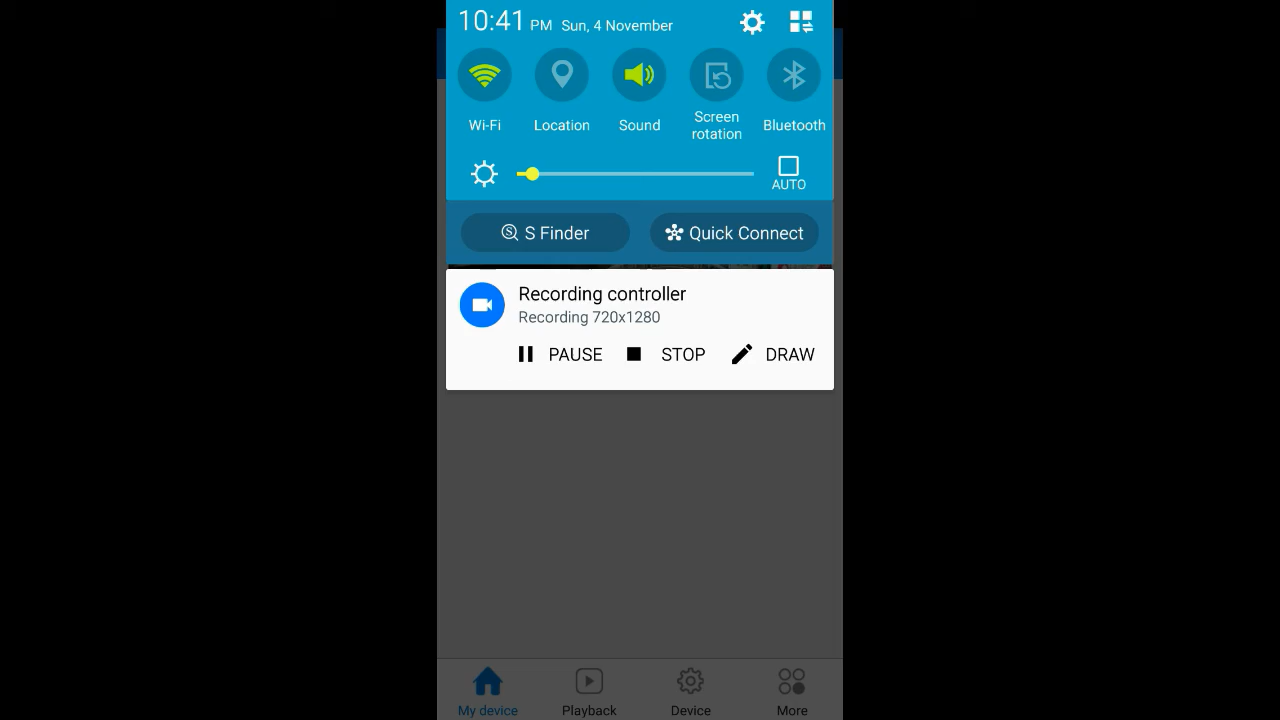 10:41 PM Sun, 4 November
Wi-Fi Location Sound Screen rotation Bluetooth
AUTO
S Finder Quick Connect
Recording controller
Recording 720x1280
PAUSE STOP DRAW
My device Playback Device More